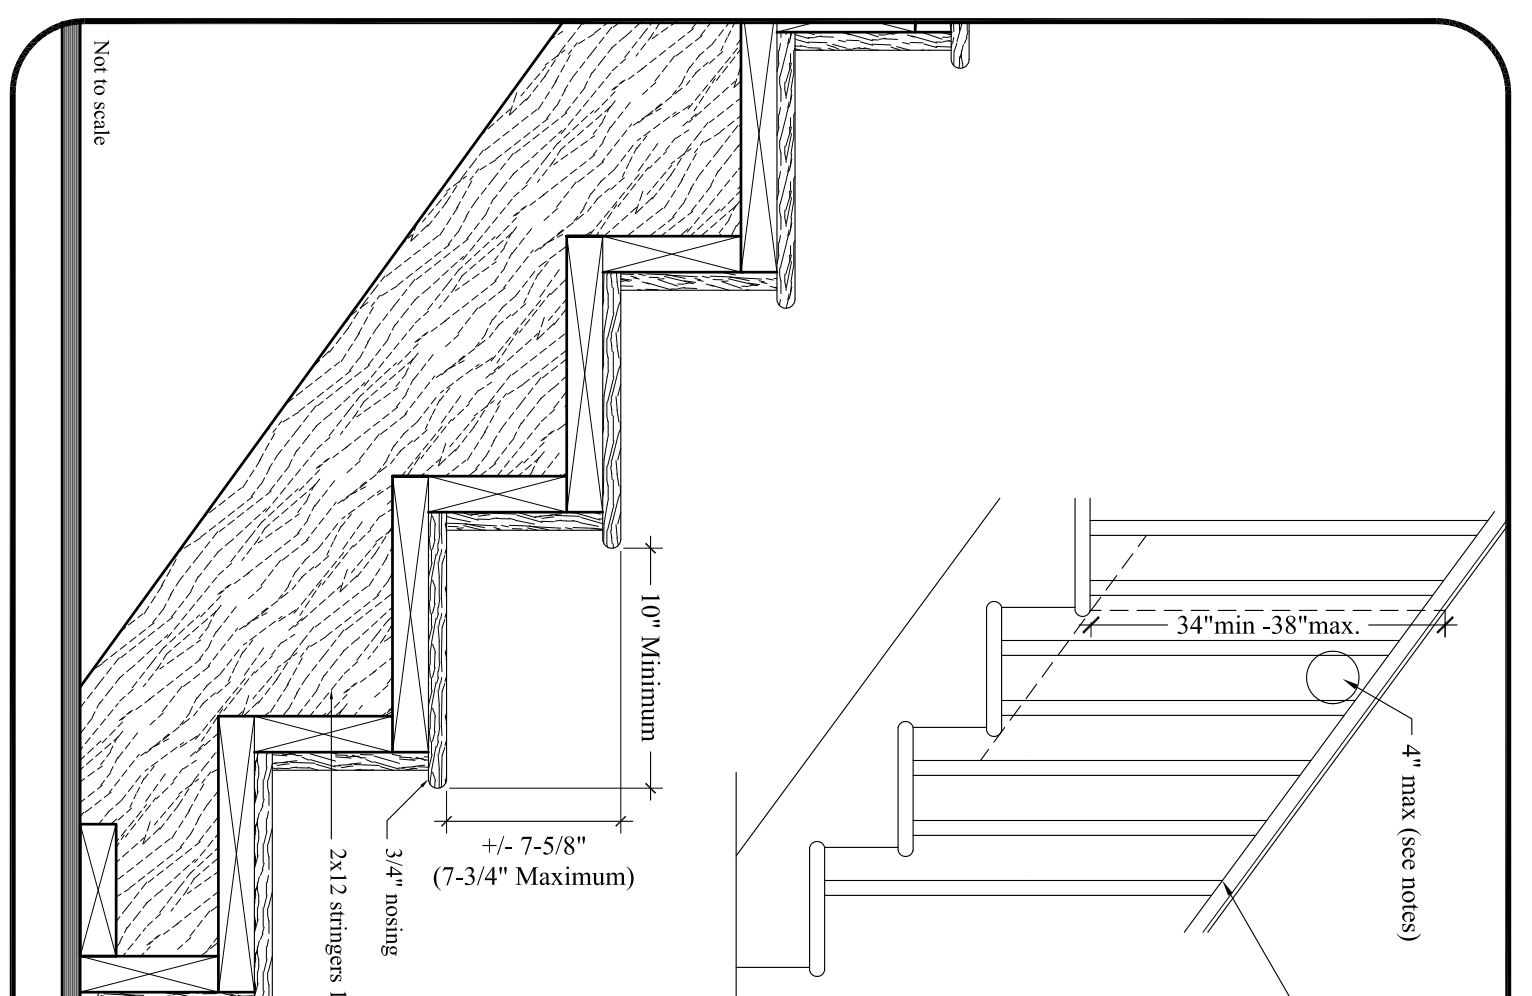 Not to scale
34"min -38"max.
10" Minimum
4" max (see notes)
+/- 7-5/8"
(7-3/4" Maximum)
3/4" nosing
2x12 stringers